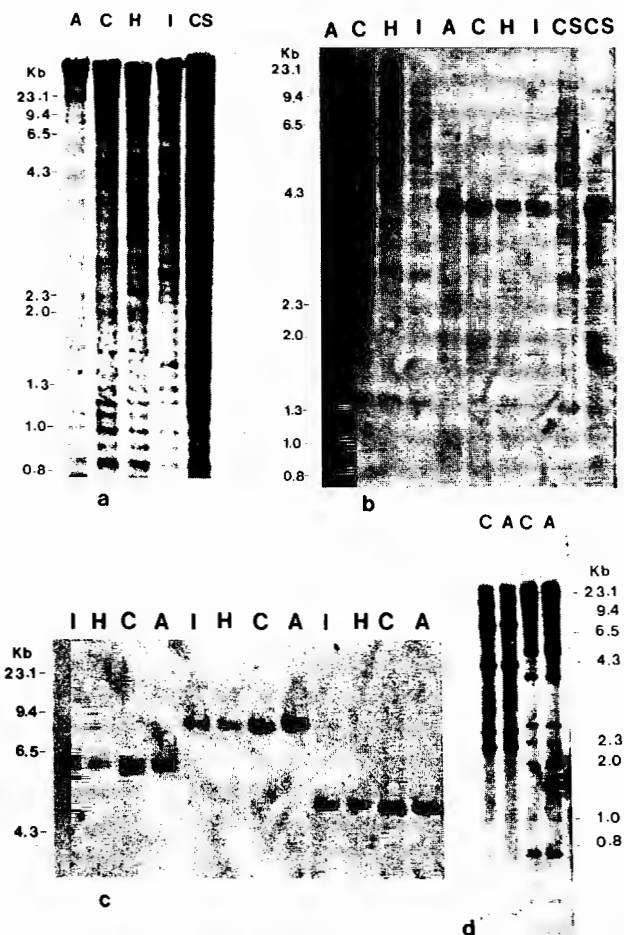 A C H I CS
Kb
23.1-
9.4-
6.5-
4.3-
2.3-
2.0-
1.3-
1.0-
0.8-
a
A C H I A C H I CS CS
Kb
23.1-
9.4-
6.5-
4.3-
2.3-
2.0-
1.3-
1.0-
0.8-
b
I H C A I H C A I H C A
Kb
23.1-
9.4-
6.5-
4.3-
c
C A C A
Kb
-23.1
9.4
-6.5
-4.3
-2.3
-2.0
-1.0
-0.8
d